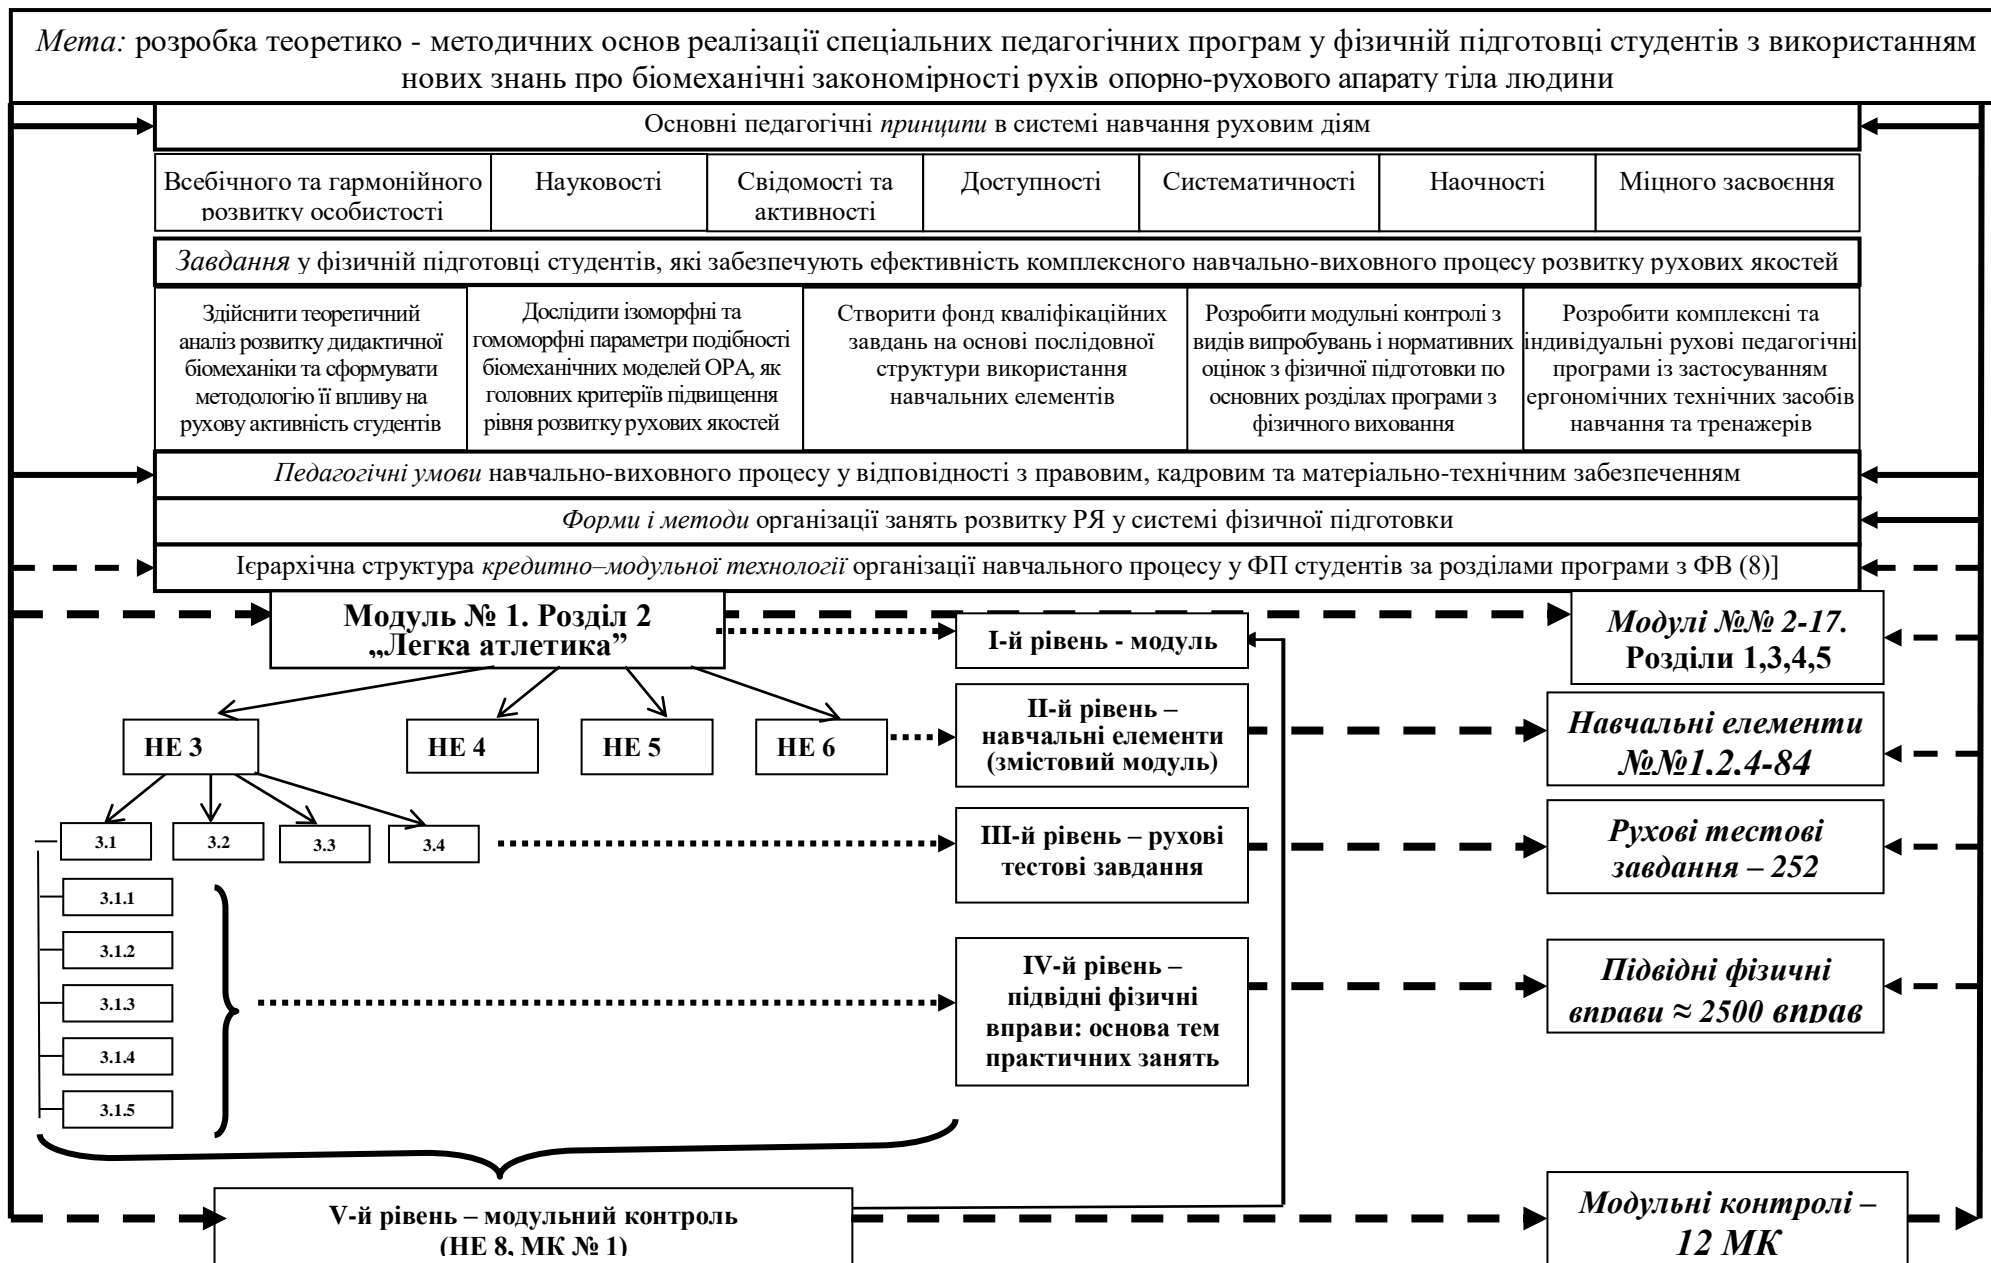 Мета: розробка теоретико - методичних основ реалізації спеціальних педагогічних програм у фізичній підготовці студентів з використанням
нових знань про біомеханічні закономірності рухів опорно-рухового апарату тіла людини
Основні педагогічні принципи в системі навчання руховим діям
Всебічного та гармонійного
розвитку особистості
Науковості
Свідомості та
активності
Доступності
Систематичності
Наочності
Міцного засвоєння
Завдання у фізичній підготовці студентів, які забезпечують ефективність комплексного навчально-виховного процесу розвитку рухових якостей
Здійснити теоретичний
аналіз розвитку дидактичної
біомеханіки та сформувати
методологію її впливу на
рухову активність студентів
Дослідити ізоморфні та
гомоморфні параметри подібності
біомеханічних моделей ОРА, як
головних критеріїв підвищення
рівня розвитку рухових якостей
Створити фонд кваліфікаційних
завдань на основі послідовної
структури використання
навчальних елементів
Розробити модульні контролі з
видів випробувань і нормативних
оцінок з фізичної підготовки по
основних розділах програми з
фізичного виховання
Розробити комплексні та
індивідуальні рухові педагогічні
програми із застосуванням
ергономічних технічних засобів
навчання та тренажерів
Педагогічні умови навчально-виховного процесу у відповідності з правовим, кадровим та матеріально-технічним забезпеченням
Форми і методи організації занять розвитку РЯ у системі фізичної підготовки
Ієрархічна структура кредитно–модульної технології організації навчального процесу у ФП студентів за розділами програми з ФВ (8)]
Модуль № 1. Розділ 2
„Легка атлетика”
І-й рівень - модуль
Модулі №№ 2-17.
Розділи 1,3,4,5
НЕ 3
НЕ 4
НЕ 5
НЕ 6
ІІ-й рівень –
навчальні елементи
(змістовий модуль)
Навчальні елементи
№№1.2.4-84
3.1
3.2
3.3
3.4
ІІІ-й рівень – рухові
тестові завдання
Рухові тестові
завдання – 252
3.1.1
3.1.2
3.1.3
3.1.4
3.1.5
IV-й рівень –
підвідні фізичні
вправи: основа тем
практичних занять
Підвідні фізичні
вправи ≈ 2500 вправ
V-й рівень – модульний контроль
(НЕ 8, МК № 1)
Модульні контролі –
12 МК